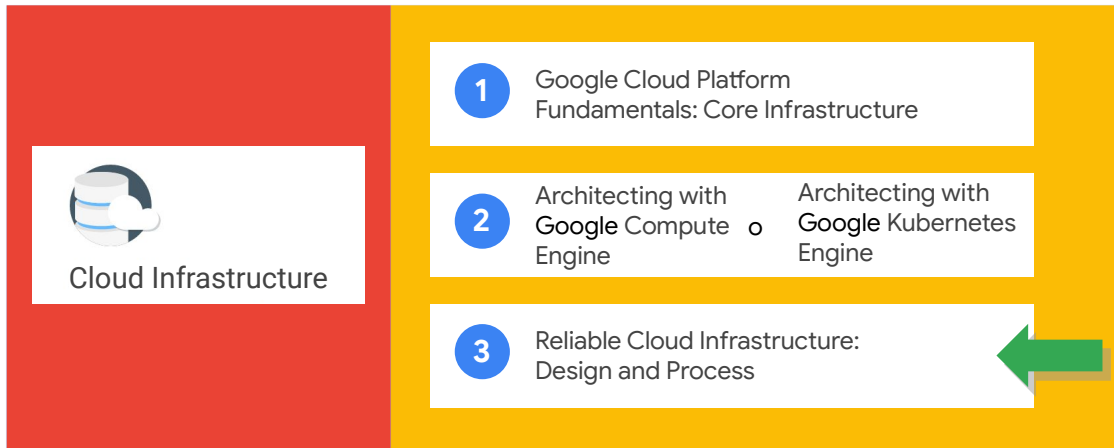 Cloud Infrastructure
1
Google Cloud Platform
Fundamentals: Core Infrastructure
2
Architecting with
Google Compute
Engine
o
Architecting with
Google Kubernetes
Engine
3
Reliable Cloud Infrastructure:
Design and Process